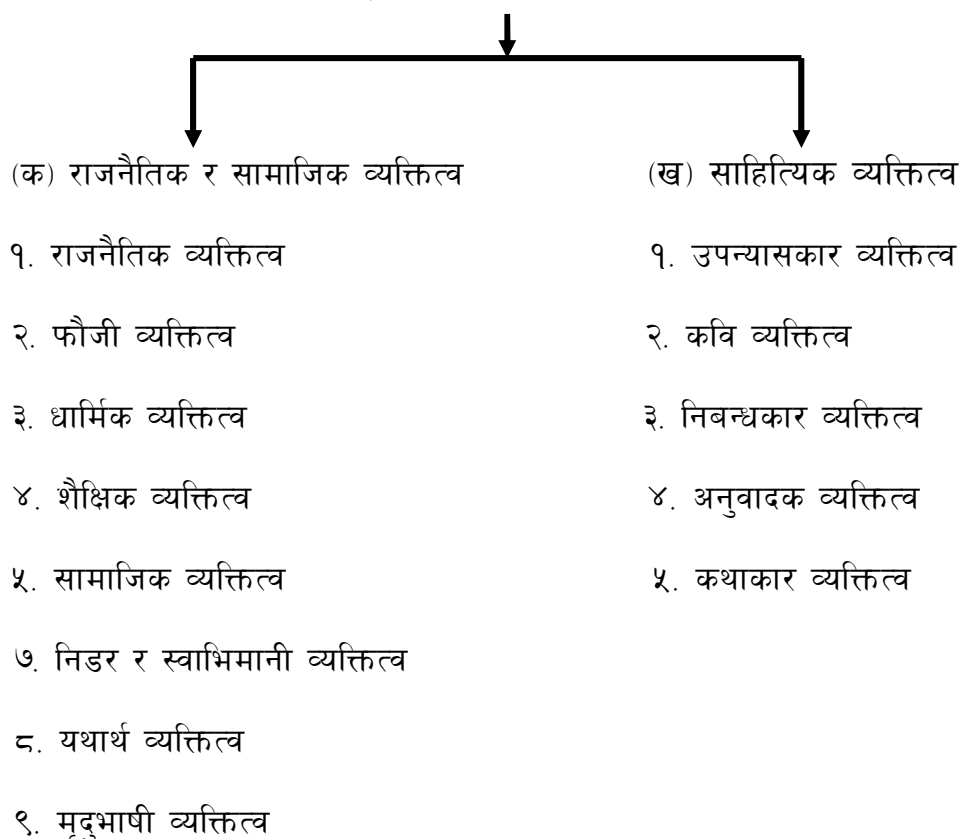 (क) राजनैतिक र सामाजिक व्यक्तित्व
१. राजनैतिक व्यक्तित्व
२. फौजी व्यक्तित्व
३. धार्मिक व्यक्तित्व
४. शैक्षिक व्यक्तित्व
५. सामाजिक व्यक्तित्व
७. निडर र स्वाभिमानी व्यक्तित्व
८. यथार्थ व्यक्तित्व
९. मृदुभाषी व्यक्तित्व
(ख) साहित्यिक व्यक्तित्व
१. उपन्यासकार व्यक्तित्व
२. कवि व्यक्तित्व
३. निबन्धकार व्यक्तित्व
४. अनुवादक व्यक्तित्व
५. कथाकार व्यक्तित्व